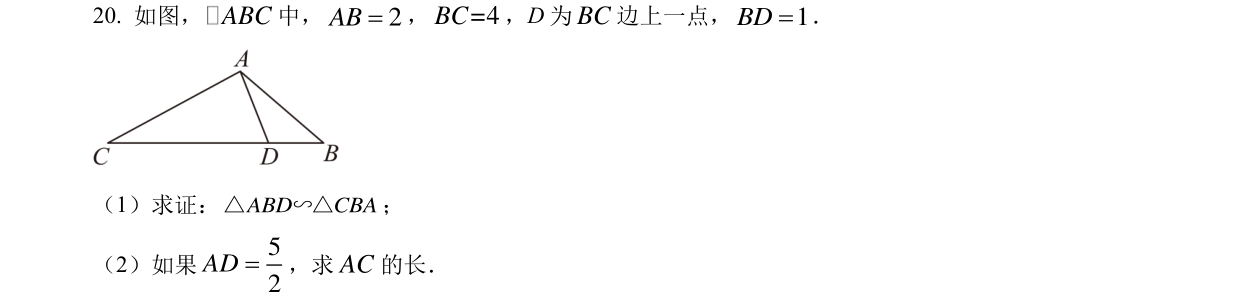 20. 如图，□ABC 中， AB = 2 ， BC=4 ，D 为 BC 边上一点， BD =1 .
A
C
D
B
（1）求证：△ABD∽△CBA；
（2）如果 AD = 5/2 ，求 AC 的长.